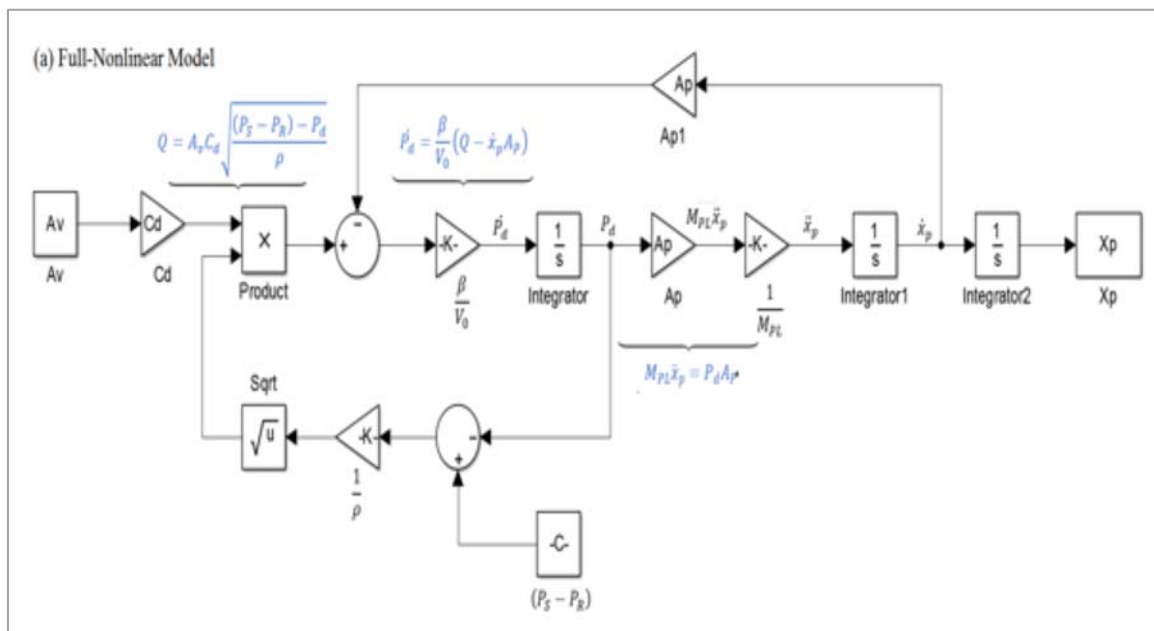 (a) Full-Nonlinear Model
Ap
Ap1
Q = A_v C_d √(((P_S − P_R) − P_d) / ρ)
Ṗ_d = β/V_0 (Q − ẋ_p A_P)
Av
Av
Cd
Cd
×
Product
-
+
-K-
β/V_0
Ṗ_d
1/s
Integrator
P_d
Ap
Ap
M_PL ẍ_p
-K-
1/M_PL
ẍ_p
1/s
Integrator1
ẋ_p
1/s
Integrator2
Xp
Xp
M_PL ẍ_p = P_d A_P
Sqrt
√u
-K-
1/ρ
-
+
-C-
(P_S − P_R)